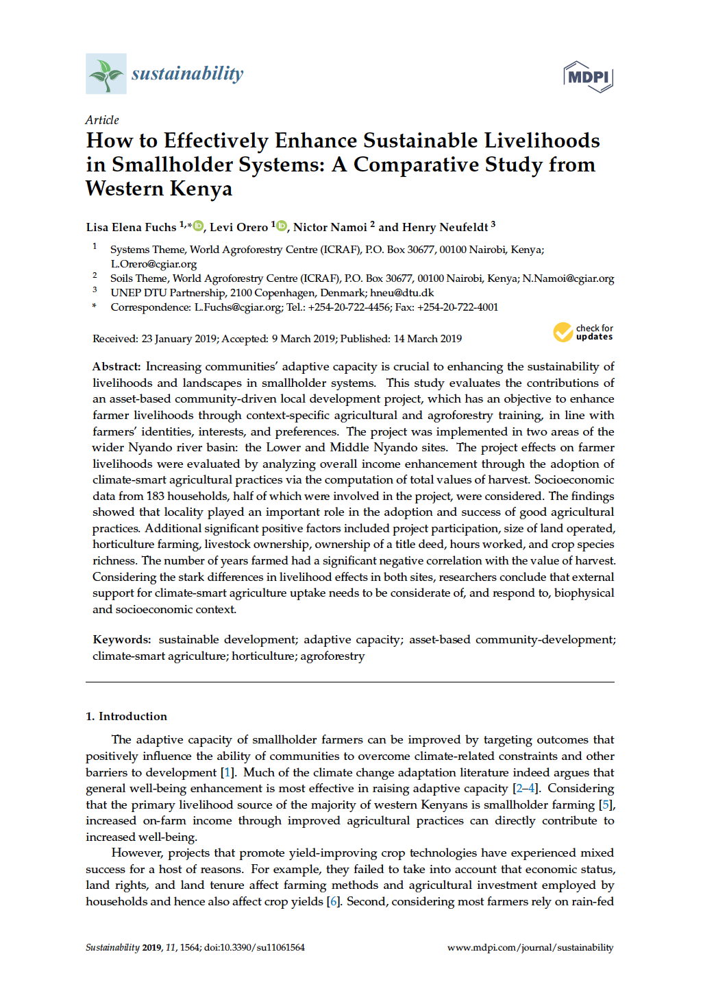 sustainability
MDPI
Article
How to Effectively Enhance Sustainable Livelihoods
in Smallholder Systems: A Comparative Study from
Western Kenya
Lisa Elena Fuchs 1,* iD, Levi Orero 1 iD, Nictor Namoi 2 and Henry Neufeldt 3
1 Systems Theme, World Agroforestry Centre (ICRAF), P.O. Box 30677, 00100 Nairobi, Kenya;
L.Orero@cgiar.org
2 Soils Theme, World Agroforestry Centre (ICRAF), P.O. Box 30677, 00100 Nairobi, Kenya; N.Namoi@cgiar.org
3 UNEP DTU Partnership, 2100 Copenhagen, Denmark; hneu@dtu.dk
* Correspondence: L.Fuchs@cgiar.org; Tel.: +254-20-722-4456; Fax: +254-20-722-4001
Received: 23 January 2019; Accepted: 9 March 2019; Published: 14 March 2019
check for
updates
Abstract: Increasing communities' adaptive capacity is crucial to enhancing the sustainability of
livelihoods and landscapes in smallholder systems. This study evaluates the contributions of
an asset-based community-driven local development project, which has an objective to enhance
farmer livelihoods through context-specific agricultural and agroforestry training, in line with
farmers' identities, interests, and preferences. The project was implemented in two areas of the
wider Nyando river basin: the Lower and Middle Nyando sites. The project effects on farmer
livelihoods were evaluated by analyzing overall income enhancement through the adoption of
climate-smart agricultural practices via the computation of total values of harvest. Socioeconomic
data from 183 households, half of which were involved in the project, were considered. The findings
showed that locality played an important role in the adoption and success of good agricultural
practices. Additional significant positive factors included project participation, size of land operated,
horticulture farming, livestock ownership, ownership of a title deed, hours worked, and crop species
richness. The number of years farmed had a significant negative correlation with the value of harvest.
Considering the stark differences in livelihood effects in both sites, researchers conclude that external
support for climate-smart agriculture uptake needs to be considerate of, and respond to, biophysical
and socioeconomic context.
Keywords: sustainable development; adaptive capacity; asset-based community-development;
climate-smart agriculture; horticulture; agroforestry
1. Introduction
The adaptive capacity of smallholder farmers can be improved by targeting outcomes that
positively influence the ability of communities to overcome climate-related constraints and other
barriers to development [1]. Much of the climate change adaptation literature indeed argues that
general well-being enhancement is most effective in raising adaptive capacity [2–4]. Considering
that the primary livelihood source of the majority of western Kenyans is smallholder farming [5],
increased on-farm income through improved agricultural practices can directly contribute to
increased well-being.
However, projects that promote yield-improving crop technologies have experienced mixed
success for a host of reasons. For example, they failed to take into account that economic status,
land rights, and land tenure affect farming methods and agricultural investment employed by
households and hence also affect crop yields [6]. Second, considering most farmers rely on rain-fed
Sustainability 2019, 11, 1564; doi:10.3390/su11061564
www.mdpi.com/journal/sustainability